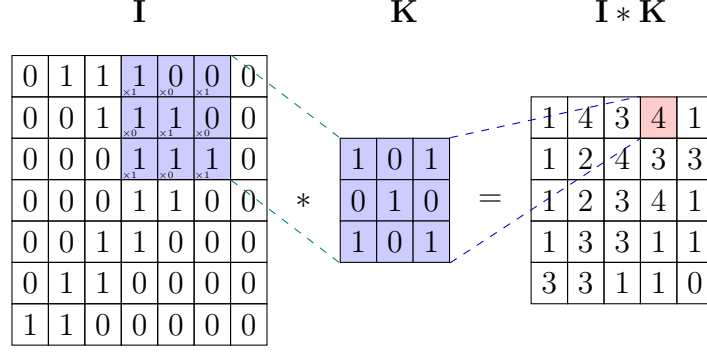 I
0 1 1 1 0 0 0
×1 ×0 ×1
0 0 1 1 1 0 0
×0 ×1 ×0
0 0 0 1 1 1 0
×1 ×0 ×1
0 0 0 1 1 0 0
0 0 1 1 0 0 0
0 1 1 0 0 0 0
1 1 0 0 0 0 0
*
K
1 0 1
0 1 0
1 0 1
=
I * K
1 4 3 4 1
1 2 4 3 3
1 2 3 4 1
1 3 3 1 1
3 3 1 1 0